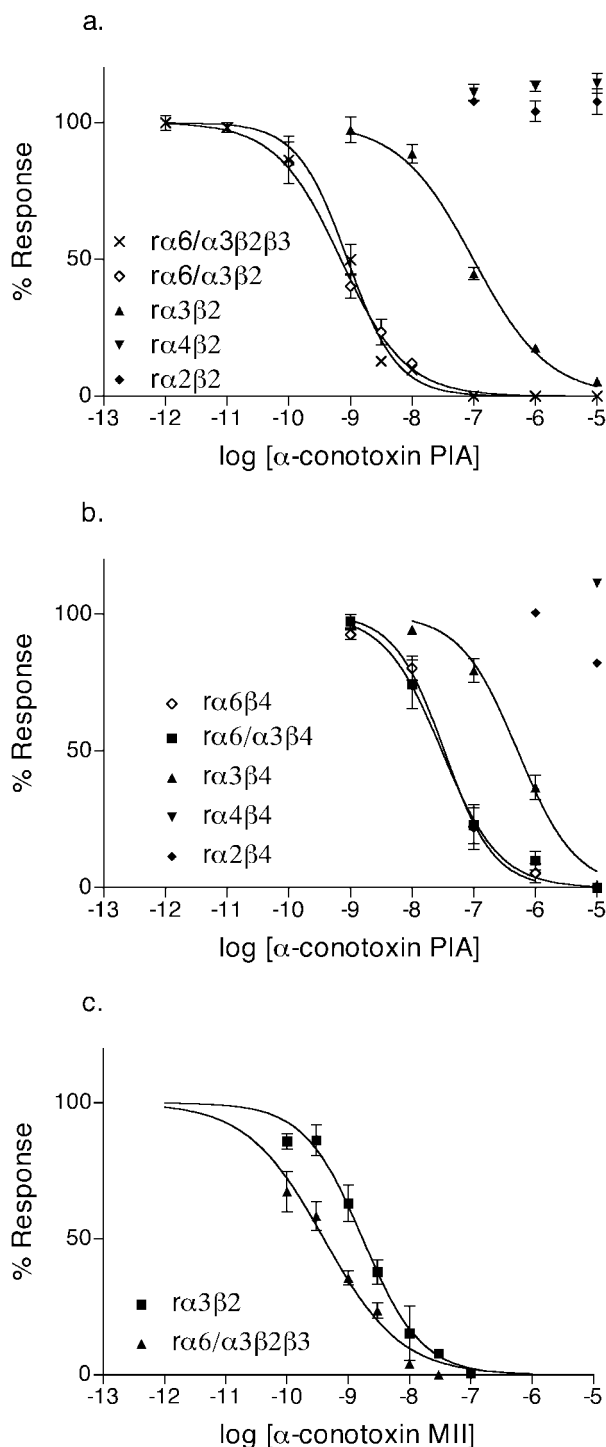 a.
% Response
100
50
0
rα6/α3β2β3
rα6/α3β2
rα3β2
rα4β2
rα2β2
-13 -12 -11 -10 -9 -8 -7 -6 -5
log [α-conotoxin PIA]
b.
% Response
100
50
0
rα6β4
rα6/α3β4
rα3β4
rα4β4
rα2β4
-13 -12 -11 -10 -9 -8 -7 -6 -5
log [α-conotoxin PIA]
c.
% Response
100
50
0
rα3β2
rα6/α3β2β3
-13 -12 -11 -10 -9 -8 -7 -6 -5
log [α-conotoxin MII]